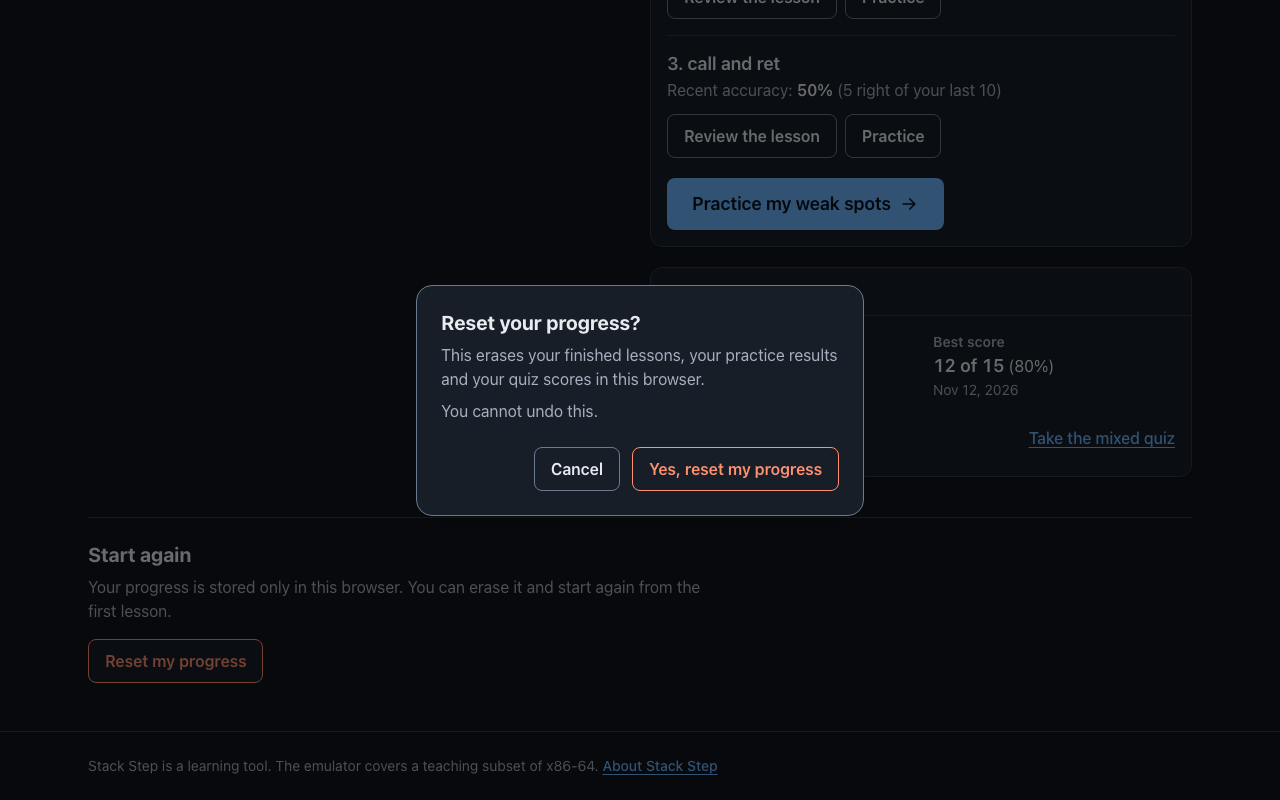 Review the lesson
Practice
3. call and ret
Recent accuracy: 50% (5 right of your last 10)
Review the lesson
Practice
Practice my weak spots →
Best score
12 of 15 (80%)
Nov 12, 2026
Take the mixed quiz
Reset your progress?
This erases your finished lessons, your practice results
and your quiz scores in this browser.
You cannot undo this.
Cancel
Yes, reset my progress
Start again
Your progress is stored only in this browser. You can erase it and start again from the
first lesson.
Reset my progress
Stack Step is a learning tool. The emulator covers a teaching subset of x86-64. About Stack Step